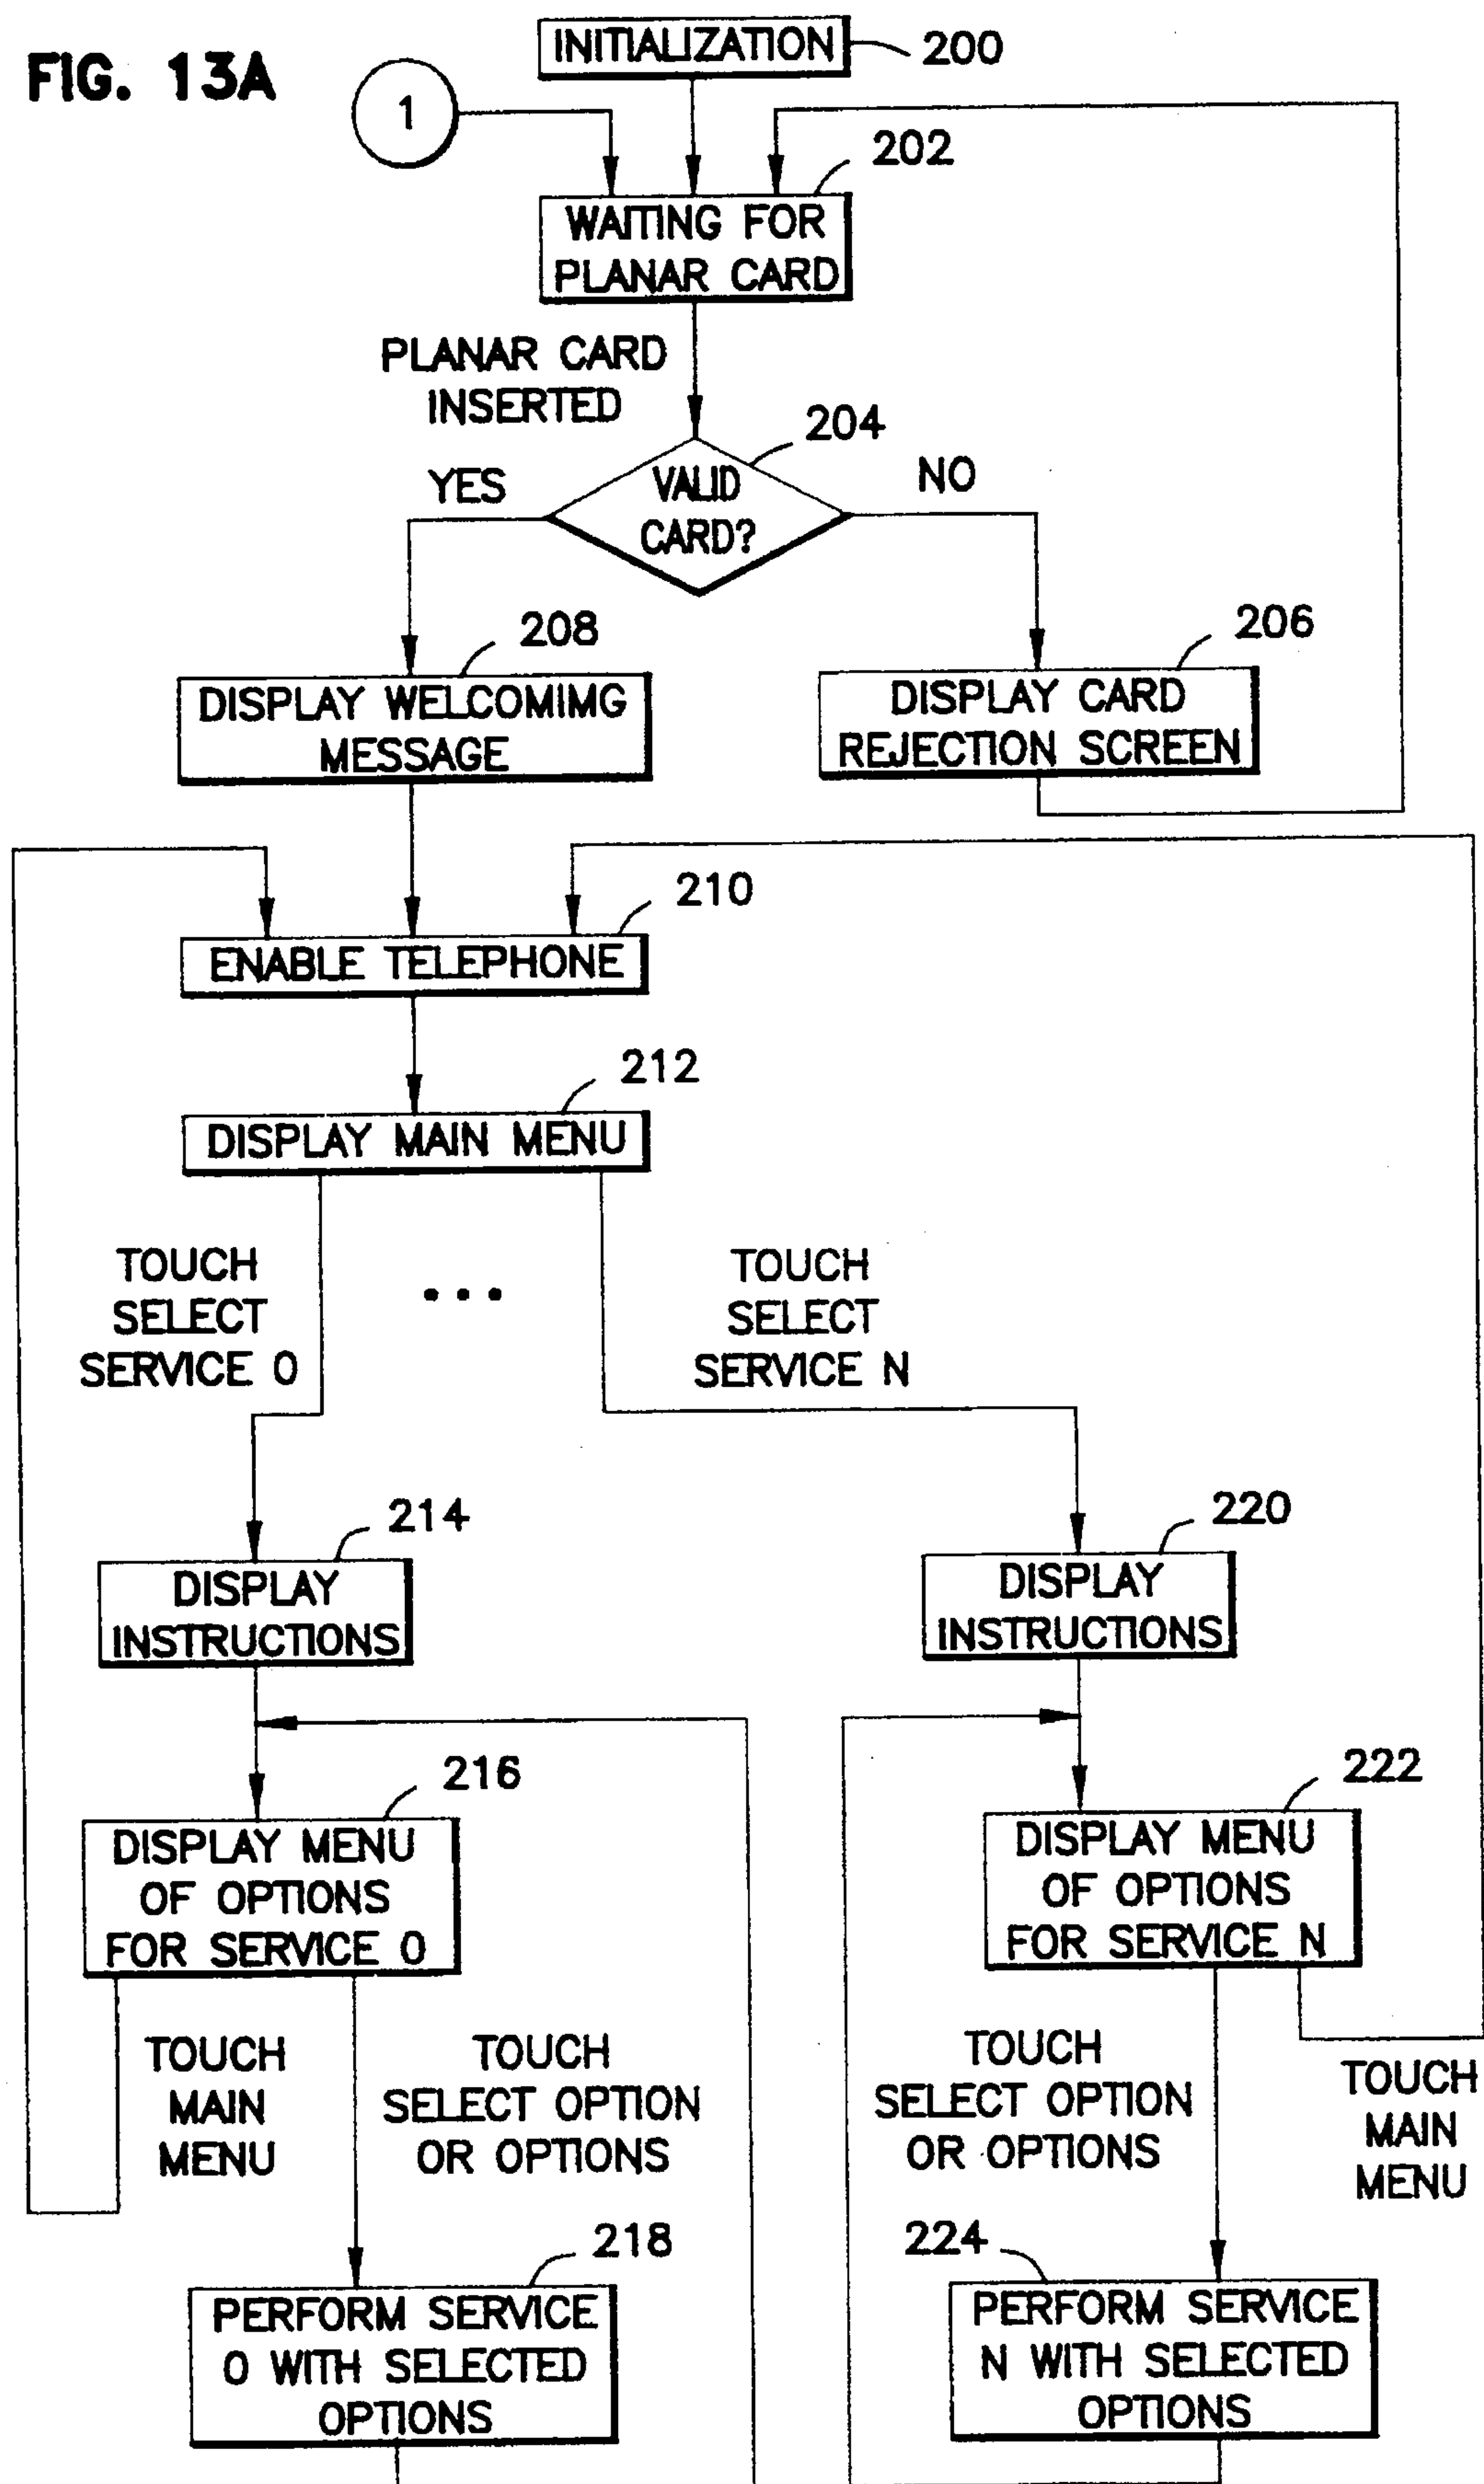 FIG. 13A
INITIALIZATION
200
1
202
WAITING FOR
PLANAR CARD
PLANAR CARD
INSERTED
204
YES
VALID
CARD?
NO
208
DISPLAY WELCOMIMG
MESSAGE
206
DISPLAY CARD
REJECTION SCREEN
210
ENABLE TELEPHONE
212
DISPLAY MAIN MENU
TOUCH
SELECT
SERVICE 0
...
TOUCH
SELECT
SERVICE N
214
DISPLAY
INSTRUCTIONS
220
DISPLAY
INSTRUCTIONS
216
DISPLAY MENU
OF OPTIONS
FOR SERVICE 0
222
DISPLAY MENU
OF OPTIONS
FOR SERVICE N
TOUCH
MAIN
MENU
TOUCH
SELECT OPTION
OR OPTIONS
TOUCH
SELECT OPTION
OR OPTIONS
TOUCH
MAIN
MENU
218
PERFORM SERVICE
0 WITH SELECTED
OPTIONS
224
PERFORM SERVICE
N WITH SELECTED
OPTIONS